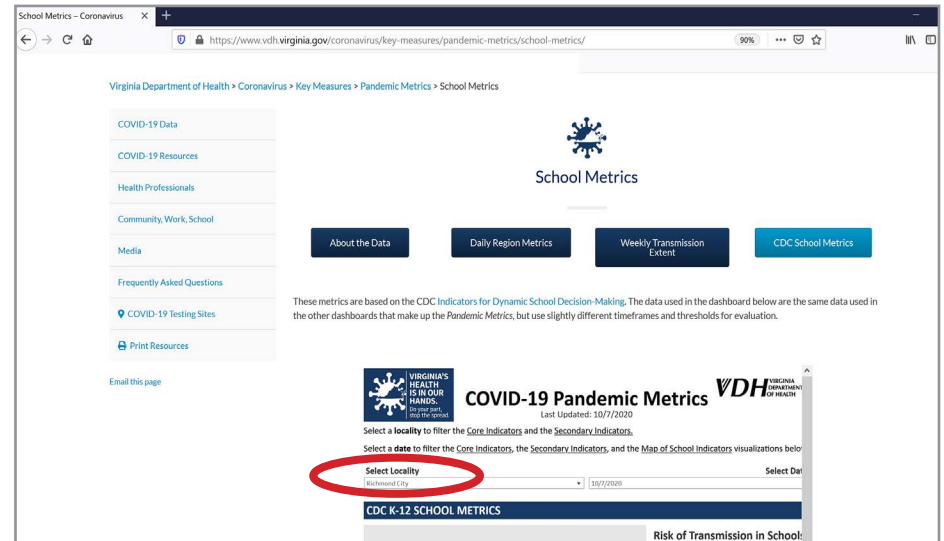 School Metrics – Coronavirus
https://www.vdh.virginia.gov/coronavirus/key-measures/pandemic-metrics/school-metrics/
90%
Virginia Department of Health > Coronavirus > Key Measures > Pandemic Metrics > School Metrics
COVID-19 Data
COVID-19 Resources
Health Professionals
Community, Work, School
Media
Frequently Asked Questions
COVID-19 Testing Sites
Print Resources
Email this page
School Metrics
About the Data
Daily Region Metrics
Weekly Transmission
Extent
CDC School Metrics
These metrics are based on the CDC Indicators for Dynamic School Decision-Making. The data used in the dashboard below are the same data used in
the other dashboards that make up the Pandemic Metrics, but use slightly different timeframes and thresholds for evaluation.
VIRGINIA'S
HEALTH
IS IN OUR
HANDS.
Do your part,
stop the spread.
COVID-19 Pandemic Metrics
Last Updated: 10/7/2020
VDH VIRGINIA
DEPARTMENT
OF HEALTH
Select a locality to filter the Core Indicators and the Secondary Indicators.
Select a date to filter the Core Indicators, the Secondary Indicators, and the Map of School Indicators visualizations belo
Select Locality
Select Dat
Richmond City
10/7/2020
CDC K-12 SCHOOL METRICS
Risk of Transmission in Schools